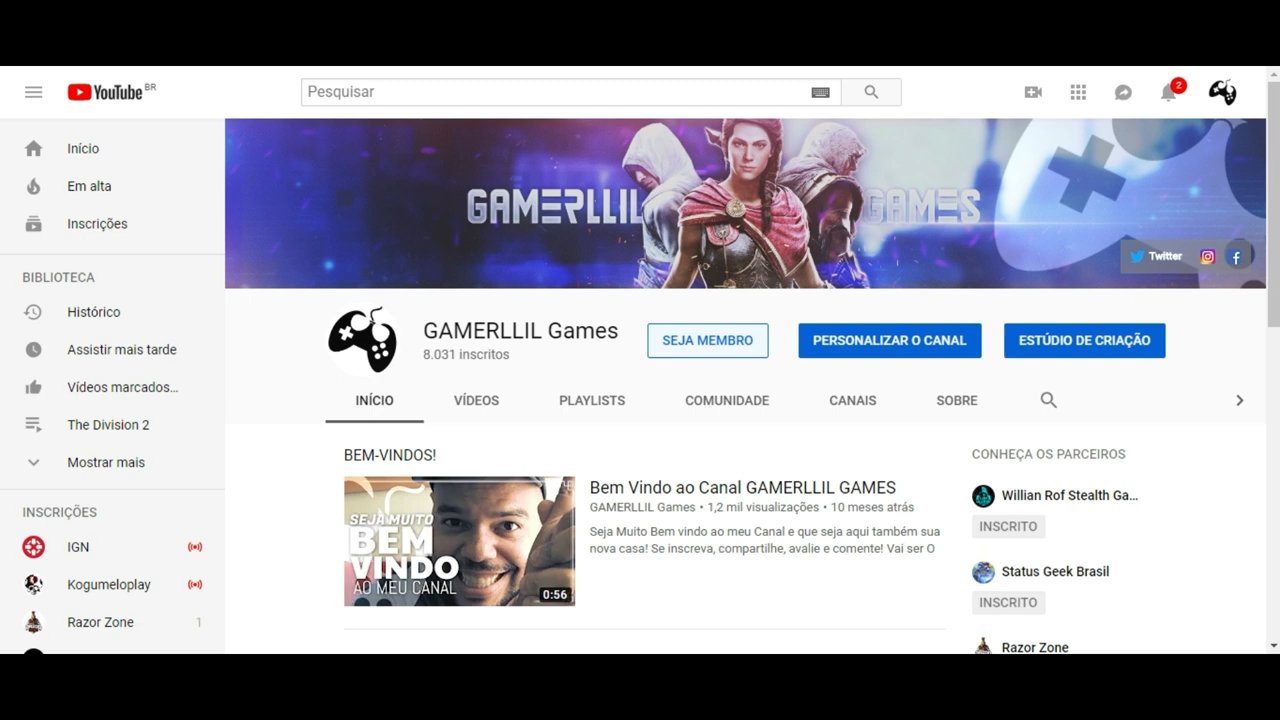 YouTube BR
Pesquisar
2
Início
Em alta
Inscrições
BIBLIOTECA
Histórico
Assistir mais tarde
Vídeos marcados...
The Division 2
Mostrar mais
INSCRIÇÕES
IGN
Kogumeloplay
Razor Zone 1
GAMERLLIL GAMES
Twitter
GAMERLLIL Games
8.031 inscritos
SEJA MEMBRO
PERSONALIZAR O CANAL
ESTÚDIO DE CRIAÇÃO
INÍCIO VÍDEOS PLAYLISTS COMUNIDADE CANAIS SOBRE
BEM-VINDOS!
SEJA MUITO
BEM
VINDO
AO MEU CANAL
0:56
Bem Vindo ao Canal GAMERLLIL GAMES
GAMERLLIL Games • 1,2 mil visualizações • 10 meses atrás
Seja Muito Bem vindo ao meu Canal e que seja aqui também sua
nova casa! Se inscreva, compartilhe, avalie e comente! Vai ser O
CONHEÇA OS PARCEIROS
Willian Rof Stealth Ga...
INSCRITO
Status Geek Brasil
INSCRITO
Razor Zone